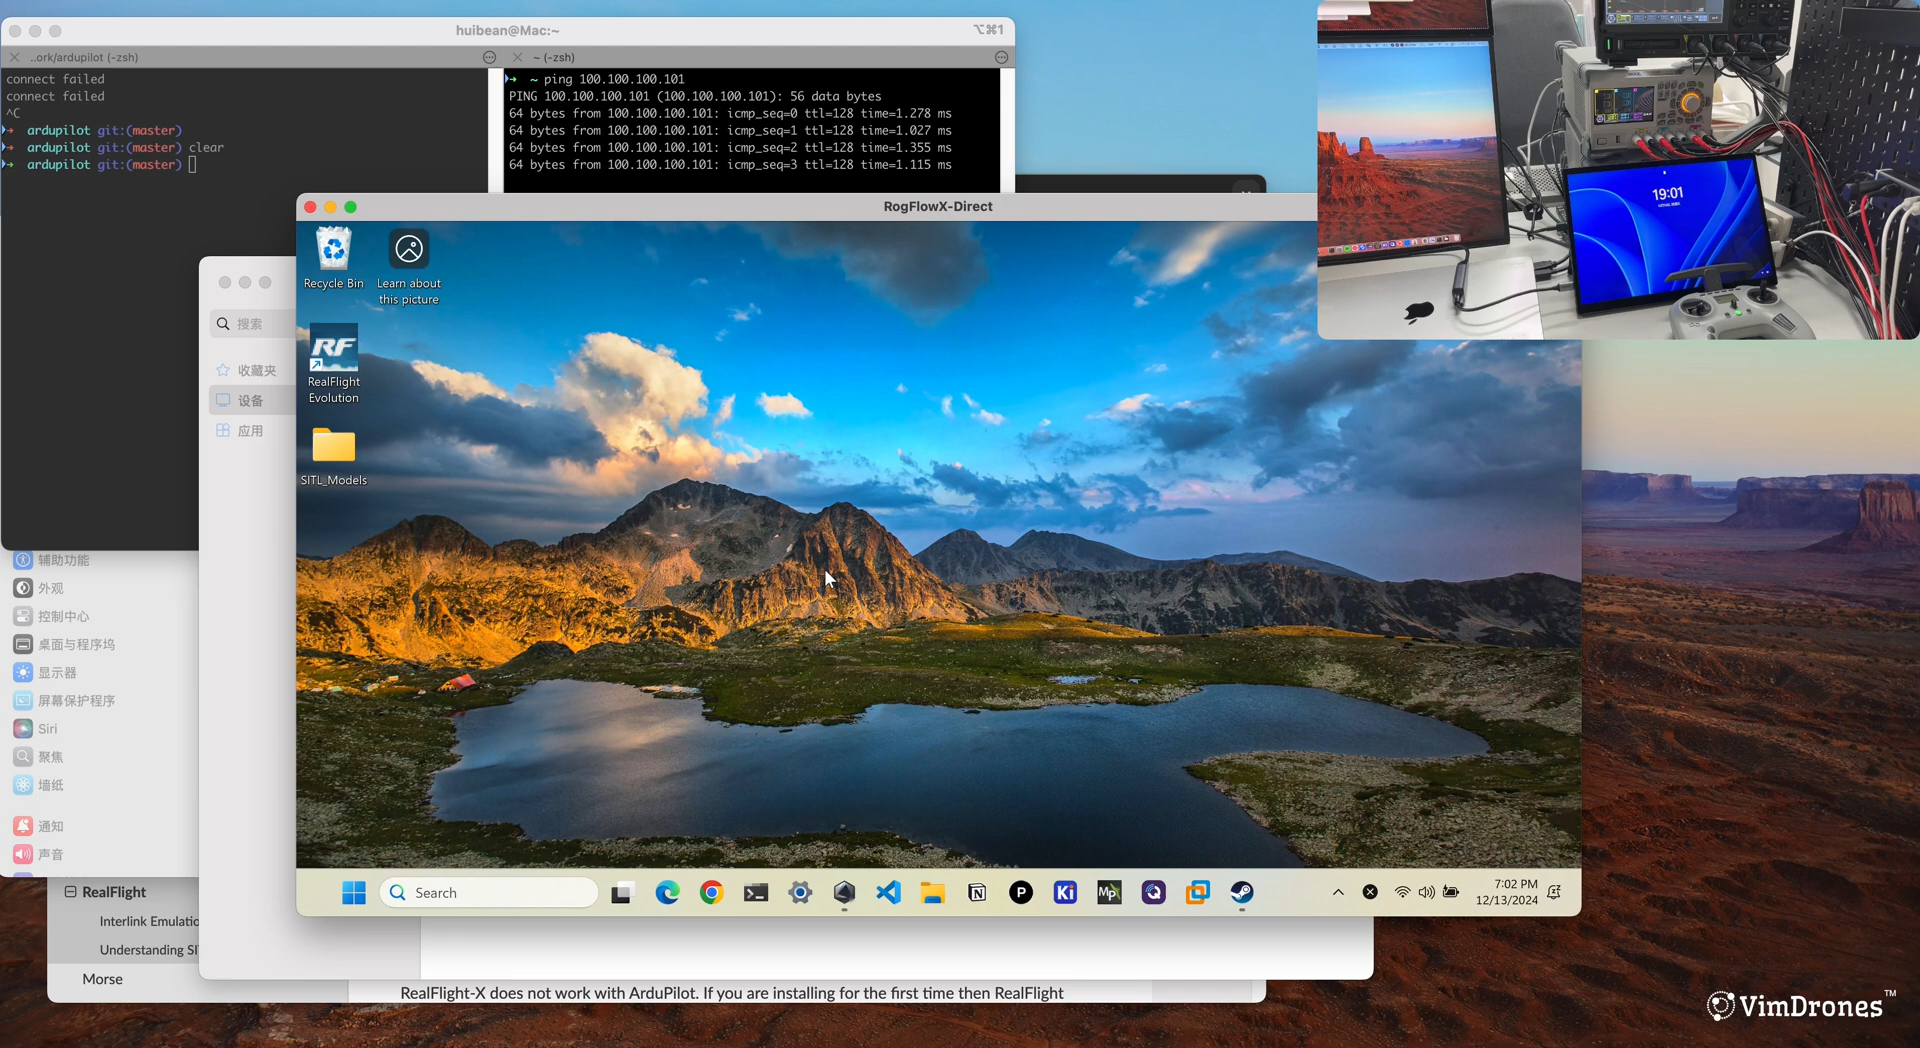 huibean@Mac:~
⌥⌘1
..ork/ardupilot (-zsh)
~ (-zsh)
connect failed
connect failed
^C
ardupilot git:(master)
ardupilot git:(master) clear
ardupilot git:(master)
~ ping 100.100.100.101
PING 100.100.100.101 (100.100.100.101): 56 data bytes
64 bytes from 100.100.100.101: icmp_seq=0 ttl=128 time=1.278 ms
64 bytes from 100.100.100.101: icmp_seq=1 ttl=128 time=1.027 ms
64 bytes from 100.100.100.101: icmp_seq=2 ttl=128 time=1.355 ms
64 bytes from 100.100.100.101: icmp_seq=3 ttl=128 time=1.115 ms
19:01
RogFlowX-Direct
Recycle Bin
Learn about
this picture
RF
RealFlight
Evolution
SITL_Models
搜索
收藏夹
设备
应用
辅助功能
外观
控制中心
桌面与程序坞
显示器
屏幕保护程序
Siri
聚焦
墙纸
通知
声音
Search
P
Ki
Mp
7:02 PM
12/13/2024
RealFlight
Interlink Emulatio
Understanding SI
Morse
RealFlight-X does not work with ArduPilot. If you are installing for the first time then RealFlight
VimDrones™